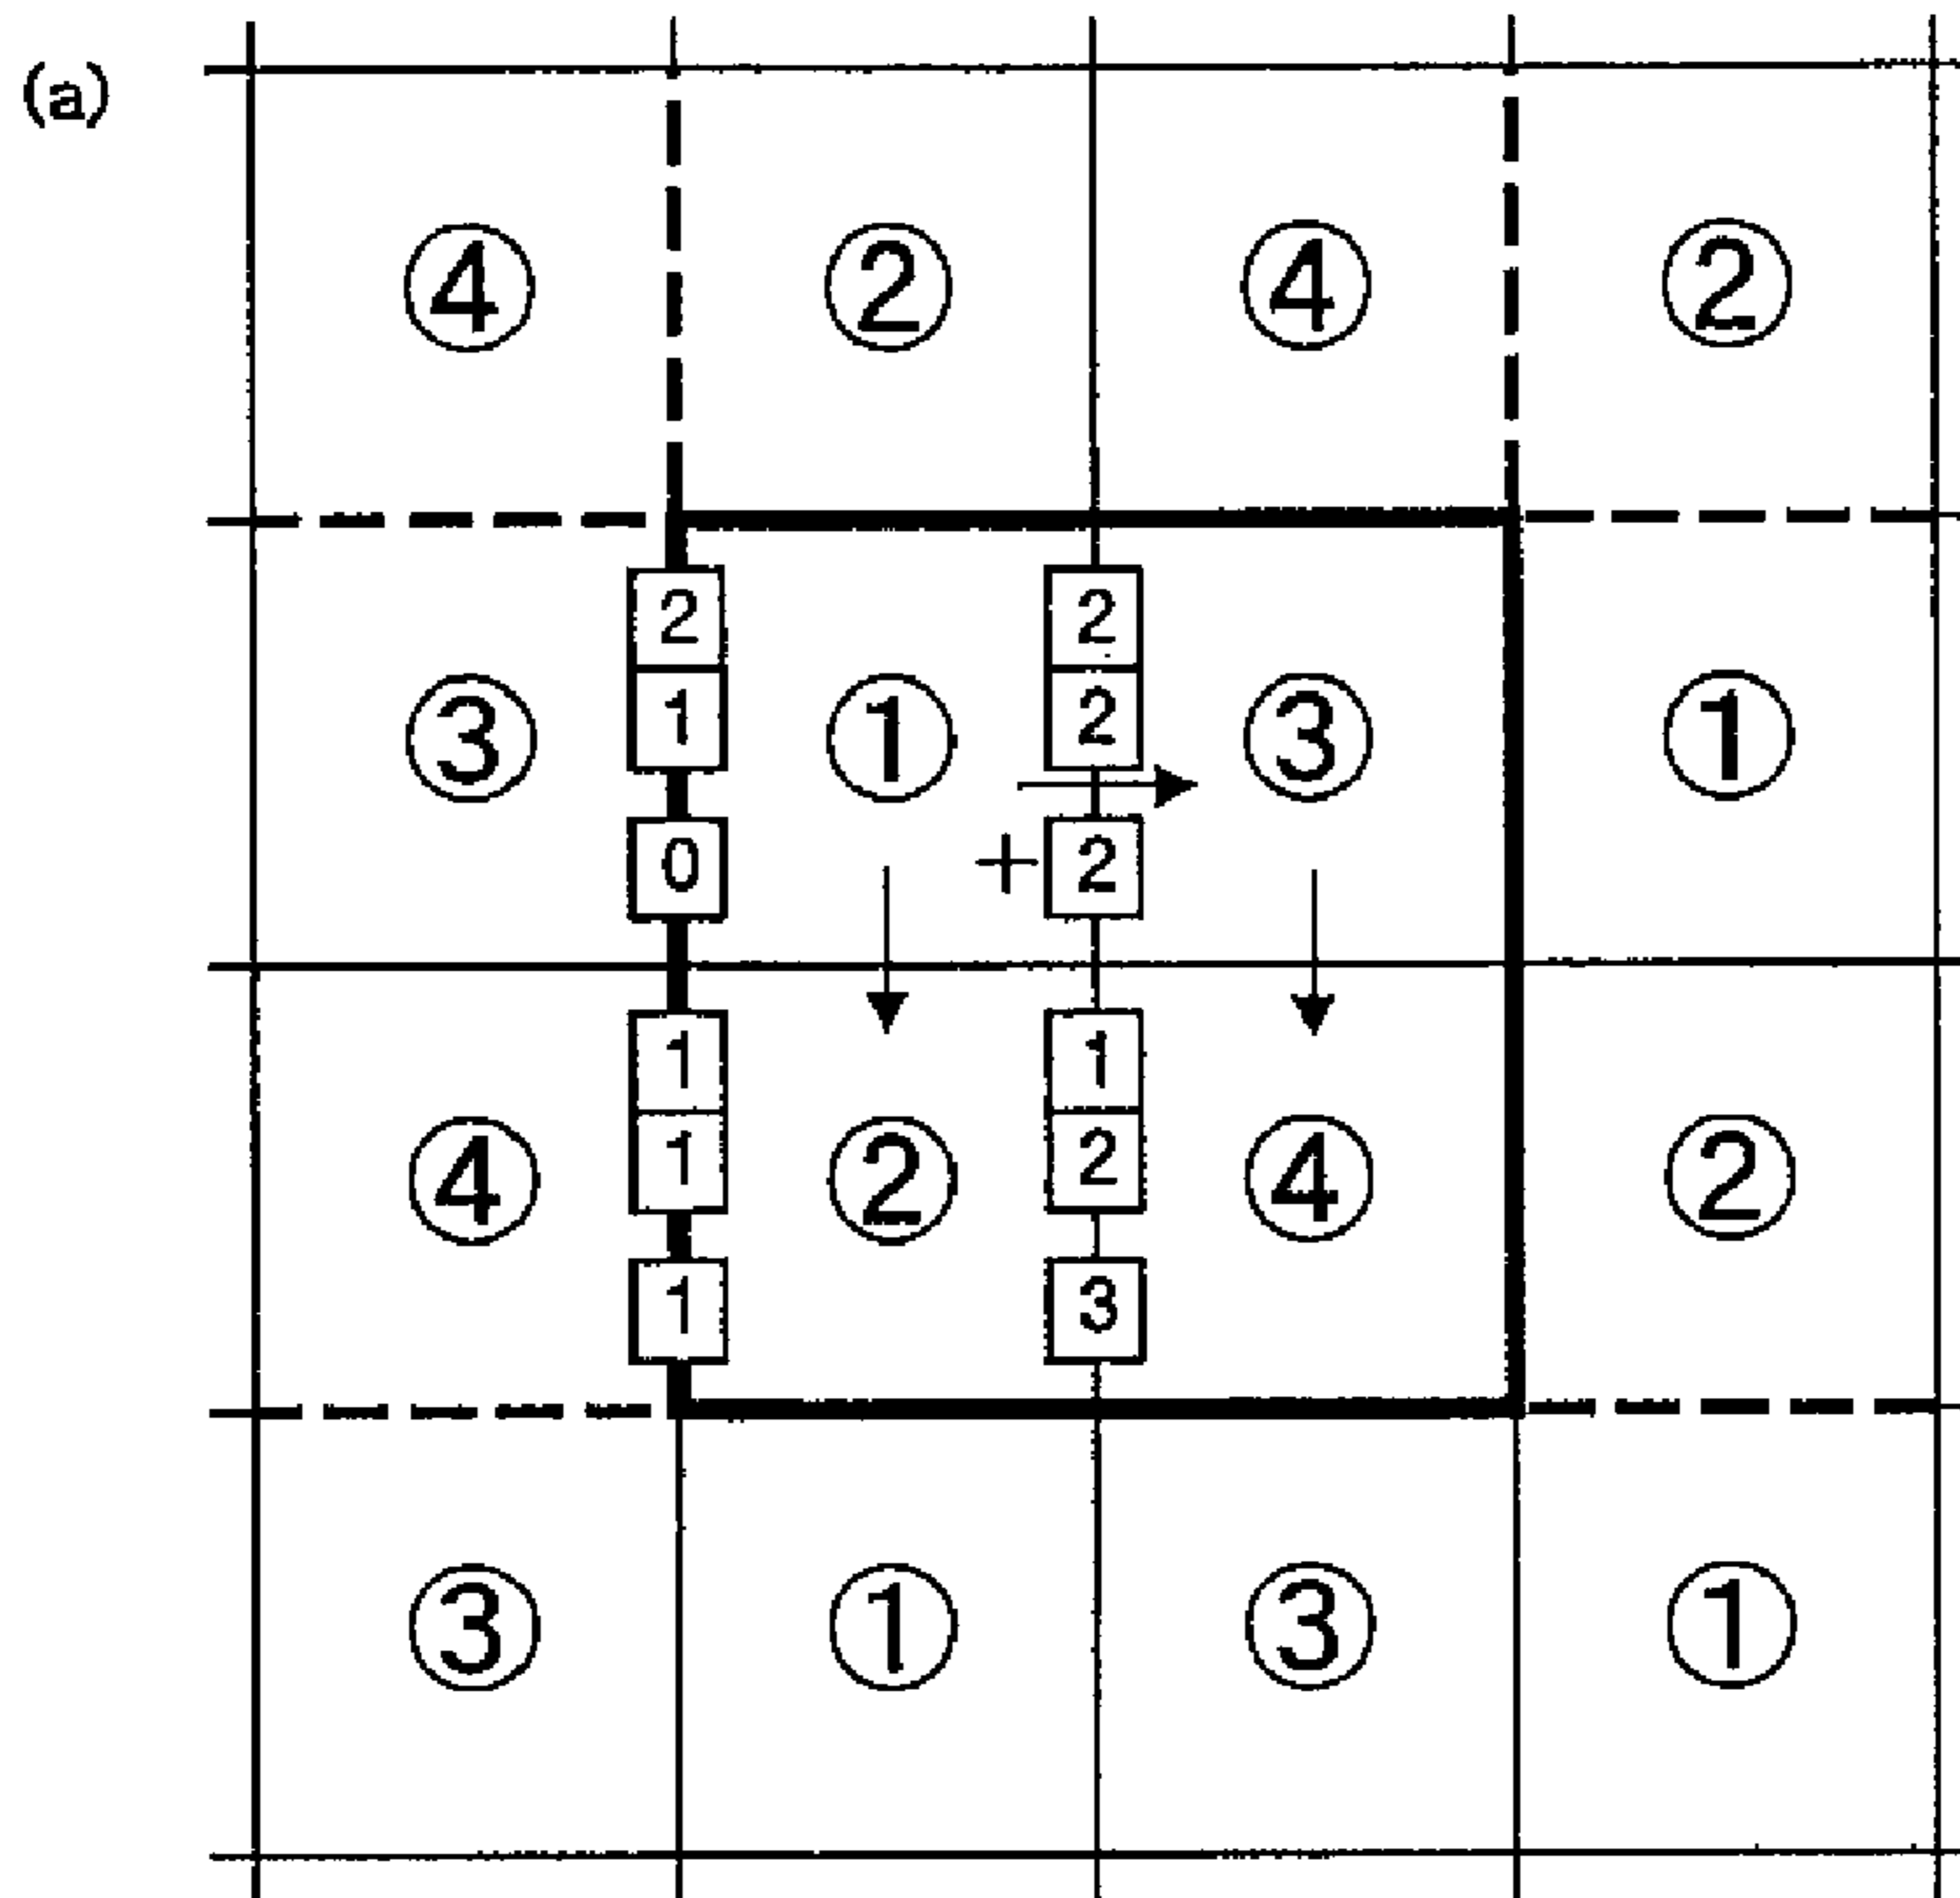 (a)
④ ② ④ ②
2 2
③ 1 ① 2 ③ ①
0 + 2
1 1
④ 1 ② 2 ④ ②
1 3
③ ① ③ ①